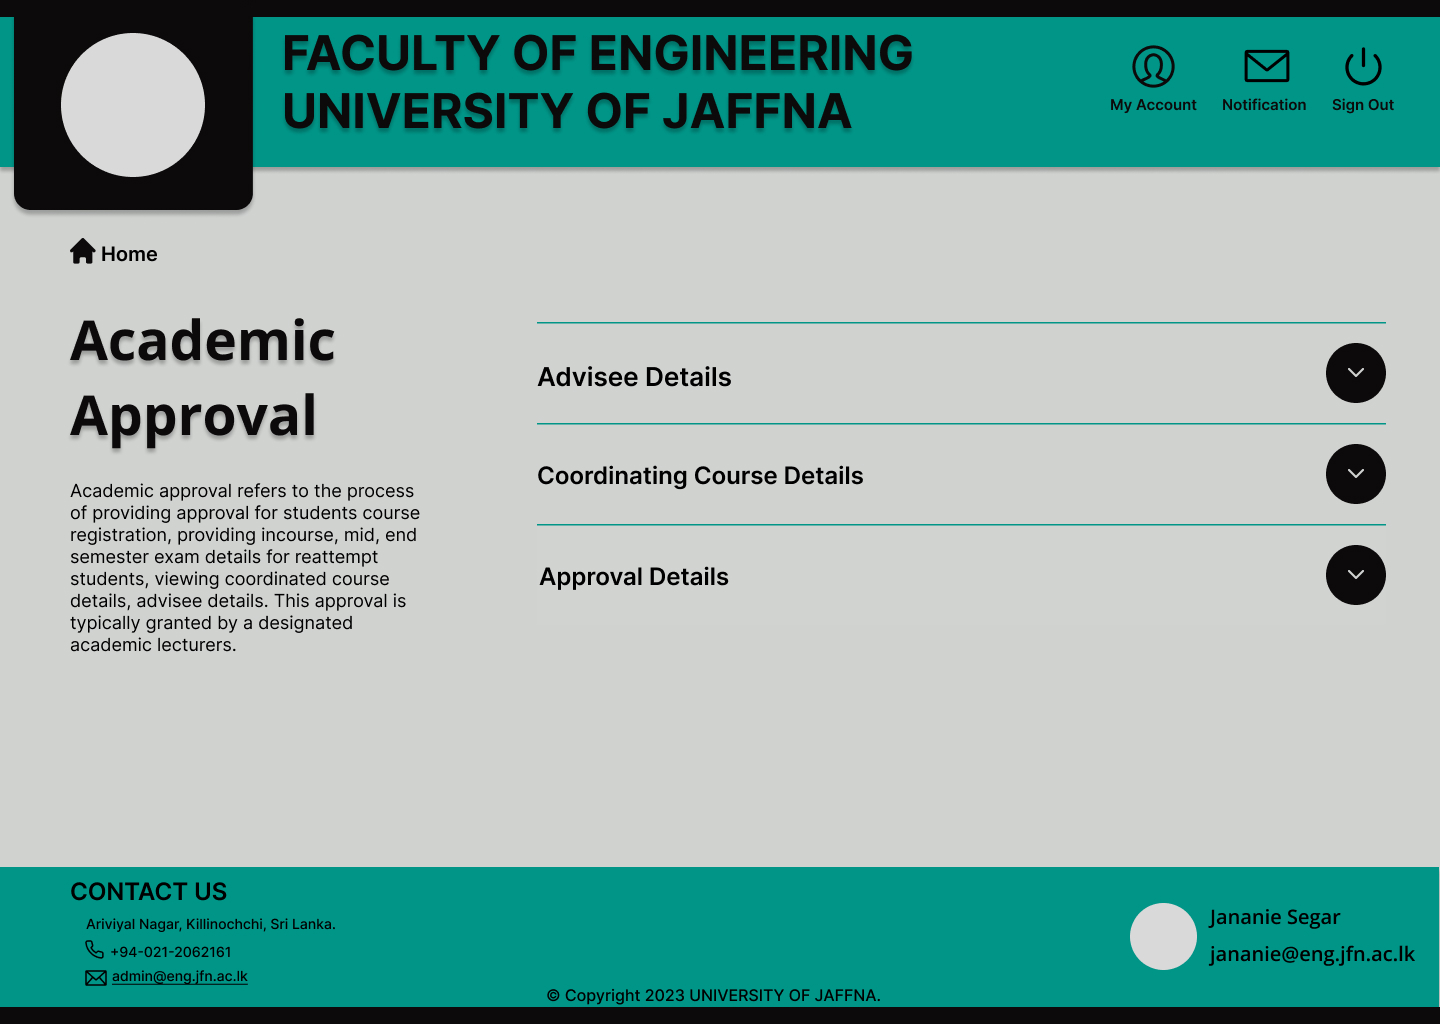 FACULTY OF ENGINEERING
UNIVERSITY OF JAFFNA
My Account
Notification
Sign Out
Home
Academic
Approval
Academic approval refers to the process
of providing approval for students course
registration, providing incourse, mid, end
semester exam details for reattempt
students, viewing coordinated course
details, advisee details. This approval is
typically granted by a designated
academic lecturers.
Advisee Details
Coordinating Course Details
Approval Details
CONTACT US
Ariviyal Nagar, Killinochchi, Sri Lanka.
+94-021-2062161
admin@eng.jfn.ac.lk
© Copyright 2023 UNIVERSITY OF JAFFNA.
Jananie Segar
jananie@eng.jfn.ac.lk